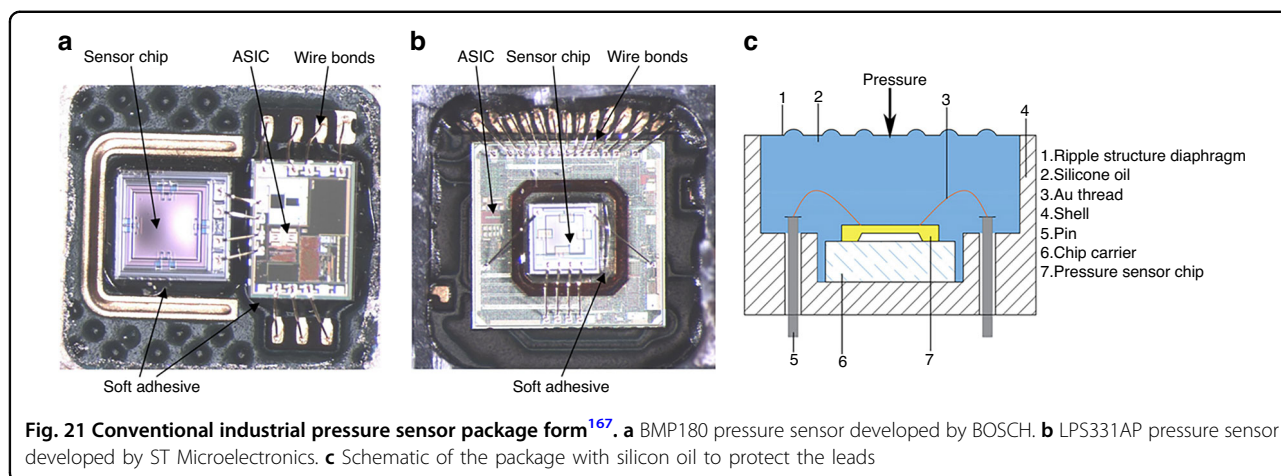 a
Sensor chip
ASIC
Wire bonds
Soft adhesive
b
ASIC
Sensor chip
Wire bonds
Soft adhesive
c
Pressure
1
2
3
4
1.Ripple structure diaphragm
2.Silicone oil
3.Au thread
4.Shell
5.Pin
6.Chip carrier
7.Pressure sensor chip
5
6
7
Fig. 21 Conventional industrial pressure sensor package form167. a BMP180 pressure sensor developed by BOSCH. b LPS331AP pressure sensor
developed by ST Microelectronics. c Schematic of the package with silicon oil to protect the leads